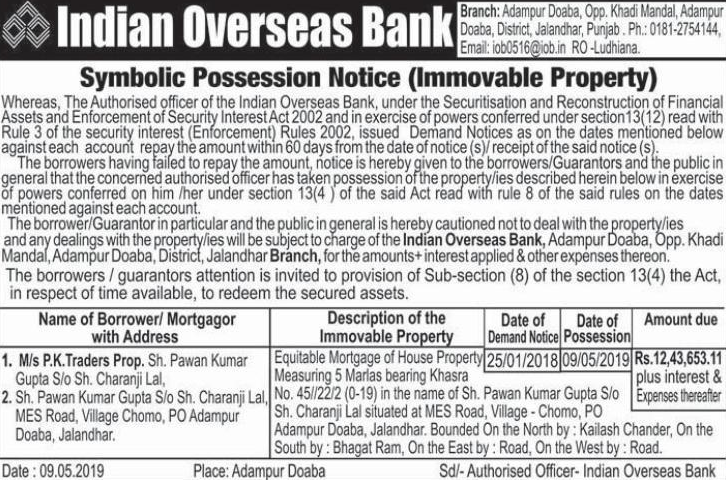 Indian Overseas Bank
Branch: Adampur Doaba, Opp. Khadi Mandal, Adampur
Doaba, District, Jalandhar, Punjab . Ph.: 0181-2754144,
Email: iob0516@iob.in RO -Ludhiana.
Symbolic Possession Notice (Immovable Property)
Whereas, The Authorised officer of the Indian Overseas Bank, under the Securitisation and Reconstruction of Financial
Assets and Enforcement of Security Interest Act 2002 and in exercise of powers conferred under section13(12) read with
Rule 3 of the security interest (Enforcement) Rules 2002, issued Demand Notices as on the dates mentioned below
against each account repay the amount within 60 days from the date of notice (s)/ receipt of the said notice (s).
The borrowers having failed to repay the amount, notice is hereby given to the borrowers/Guarantors and the public in
general that the concerned authorised officer has taken possession of the property/ies described herein below in exercise
of powers conferred on him /her under section 13(4 ) of the said Act read with rule 8 of the said rules on the dates
mentioned against each account.
The borrower/Guarantor in particular and the public in general is hereby cautioned not to deal with the property/ies
and any dealings with the property/ies will be subject to charge of the Indian Overseas Bank, Adampur Doaba, Opp. Khadi
Mandal, Adampur Doaba, District, Jalandhar Branch, for the amounts+ interest applied & other expenses thereon.
The borrowers / guarantors attention is invited to provision of Sub-section (8) of the section 13(4) the Act,
in respect of time available, to redeem the secured assets.
Name of Borrower/ Mortgagor
with Address
Description of the
Immovable Property
Date of
Demand Notice
Date of
Possession
Amount due
1. M/s P.K.Traders Prop. Sh. Pawan Kumar
Gupta S/o Sh. Charanji Lal,
2. Sh. Pawan Kumar Gupta S/o Sh. Charanji Lal,
MES Road, Village Chomo, PO Adampur
Doaba, Jalandhar.
Equitable Mortgage of House Property
Measuring 5 Marlas bearing Khasra
No. 45//22/2 (0-19) in the name of Sh. Pawan Kumar Gupta S/o
Sh. Charanji Lal situated at MES Road, Village - Chomo, PO
Adampur Doaba, Jalandhar. Bounded On the North by : Kailash Chander, On the
South by : Bhagat Ram, On the East by : Road, On the West by : Road.
25/01/2018
09/05/2019
Rs.12,43,653.11
plus interest &
Expenses thereafter
Date : 09.05.2019 Place: Adampur Doaba Sd/- Authorised Officer- Indian Overseas Bank